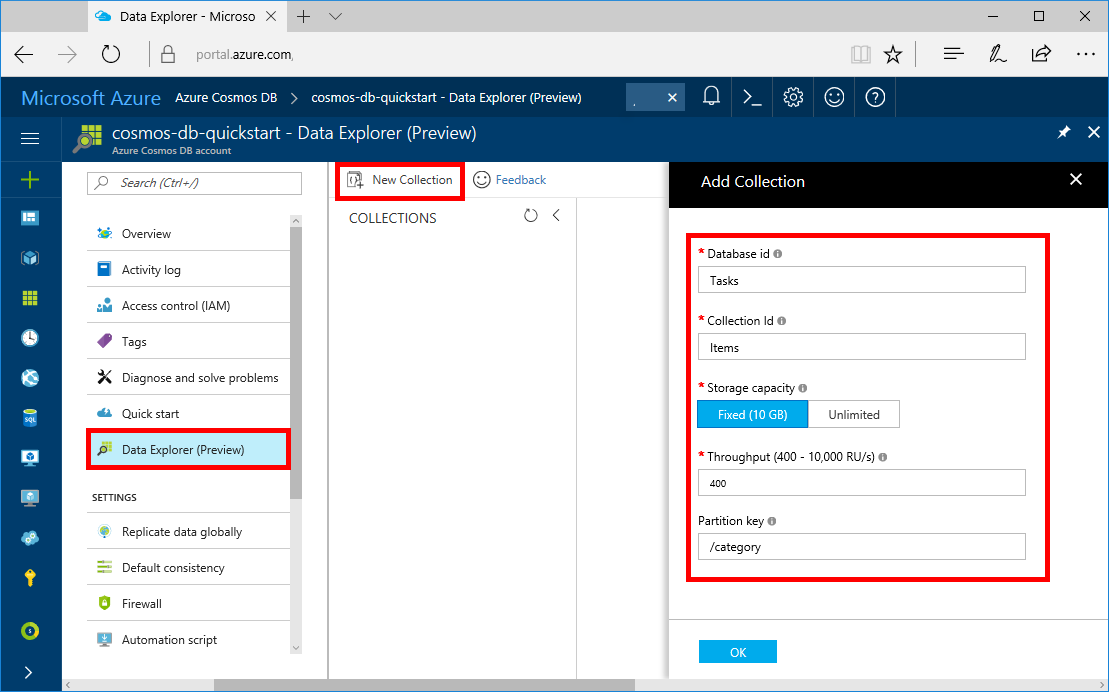 Data Explorer - Microso
portal.azure.com,
Microsoft Azure Azure Cosmos DB > cosmos-db-quickstart - Data Explorer (Preview)
cosmos-db-quickstart - Data Explorer (Preview)
Azure Cosmos DB account
Search (Ctrl+/)
Overview
Activity log
Access control (IAM)
Tags
Diagnose and solve problems
Quick start
Data Explorer (Preview)
SETTINGS
Replicate data globally
Default consistency
Firewall
Automation script
SQL
New Collection
Feedback
COLLECTIONS
Add Collection
* Database id
Tasks
* Collection Id
Items
* Storage capacity
Fixed (10 GB) Unlimited
* Throughput (400 - 10,000 RU/s)
400
Partition key
/category
OK